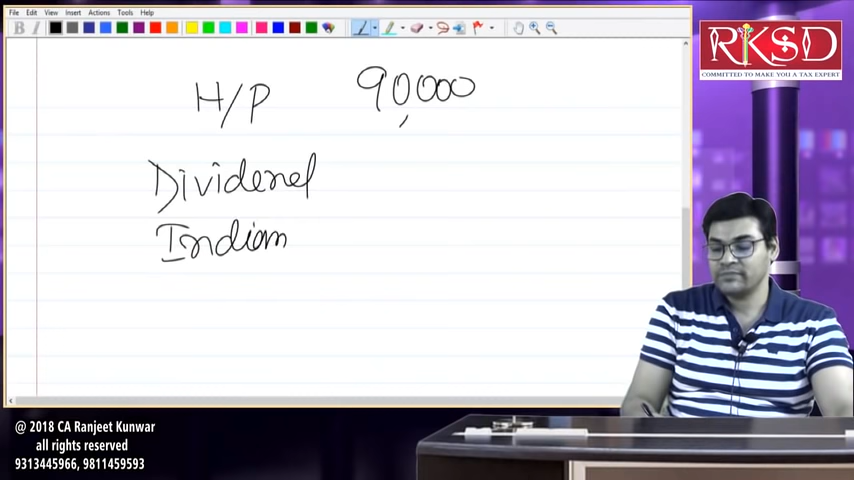 File Edit View Insert Actions Tools Help
H/P 90,000
Dividend
Indian
RKSD
COMMITTED TO MAKE YOU A TAX EXPERT
@ 2018 CA Ranjeet Kunwar
all rights reserved
9313445966, 9811459593